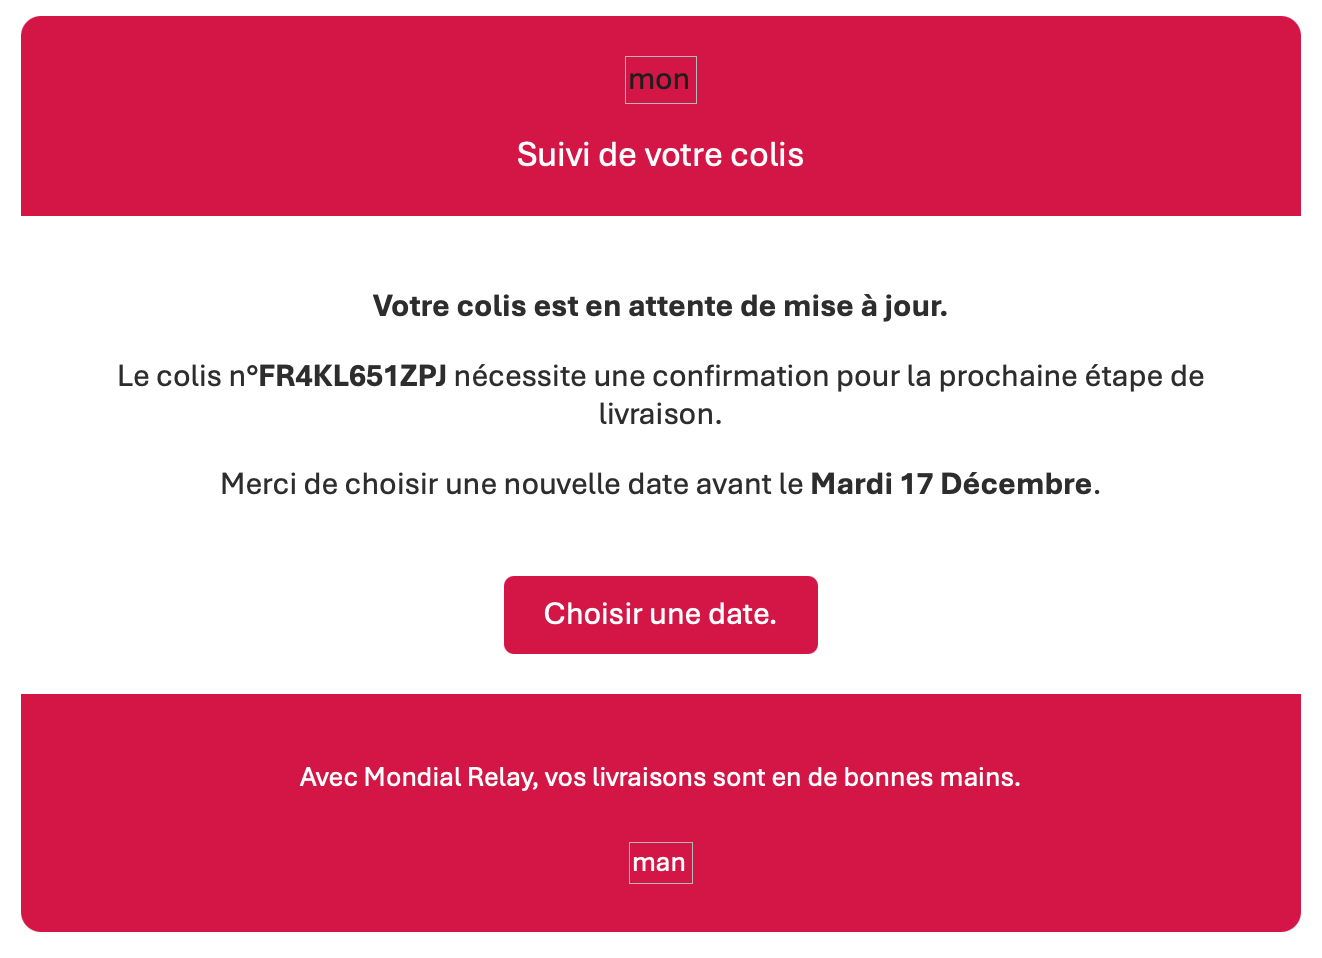 mon
Suivi de votre colis
Votre colis est en attente de mise à jour.
Le colis n°FR4KL651ZPJ nécessite une confirmation pour la prochaine étape de
livraison.
Merci de choisir une nouvelle date avant le Mardi 17 Décembre.
Choisir une date.
Avec Mondial Relay, vos livraisons sont en de bonnes mains.
man